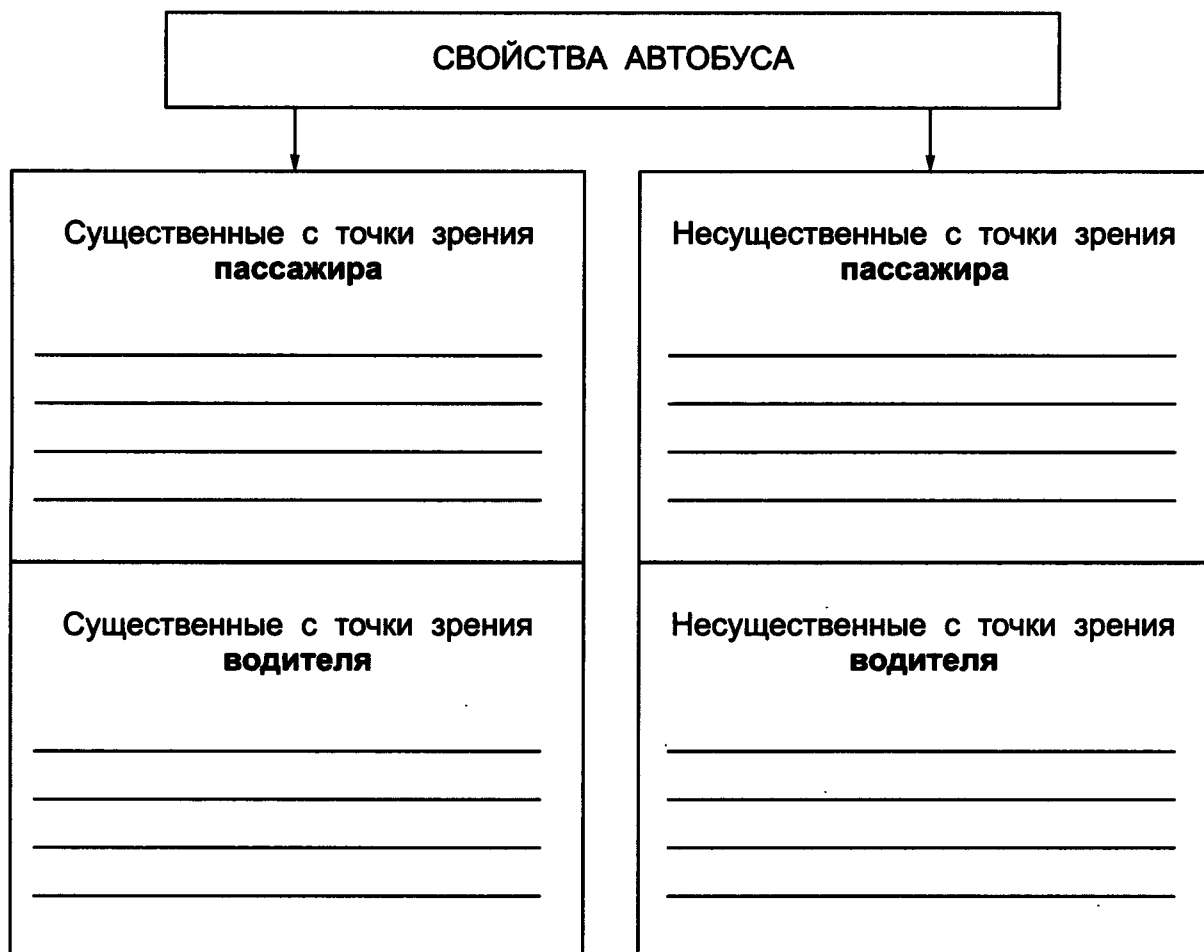 СВОЙСТВА АВТОБУСА
Существенные с точки зрения
пассажира
Несущественные с точки зрения
пассажира
Существенные с точки зрения
водителя
Несущественные с точки зрения
водителя